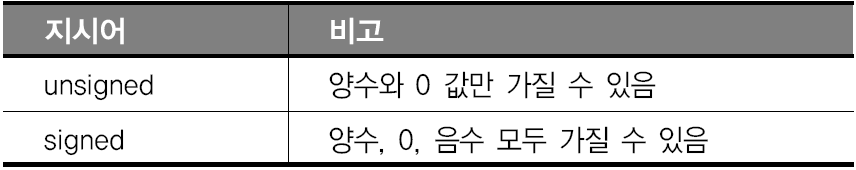 지시어 비고
unsigned 양수와 0 값만 가질 수 있음
signed 양수, 0, 음수 모두 가질 수 있음